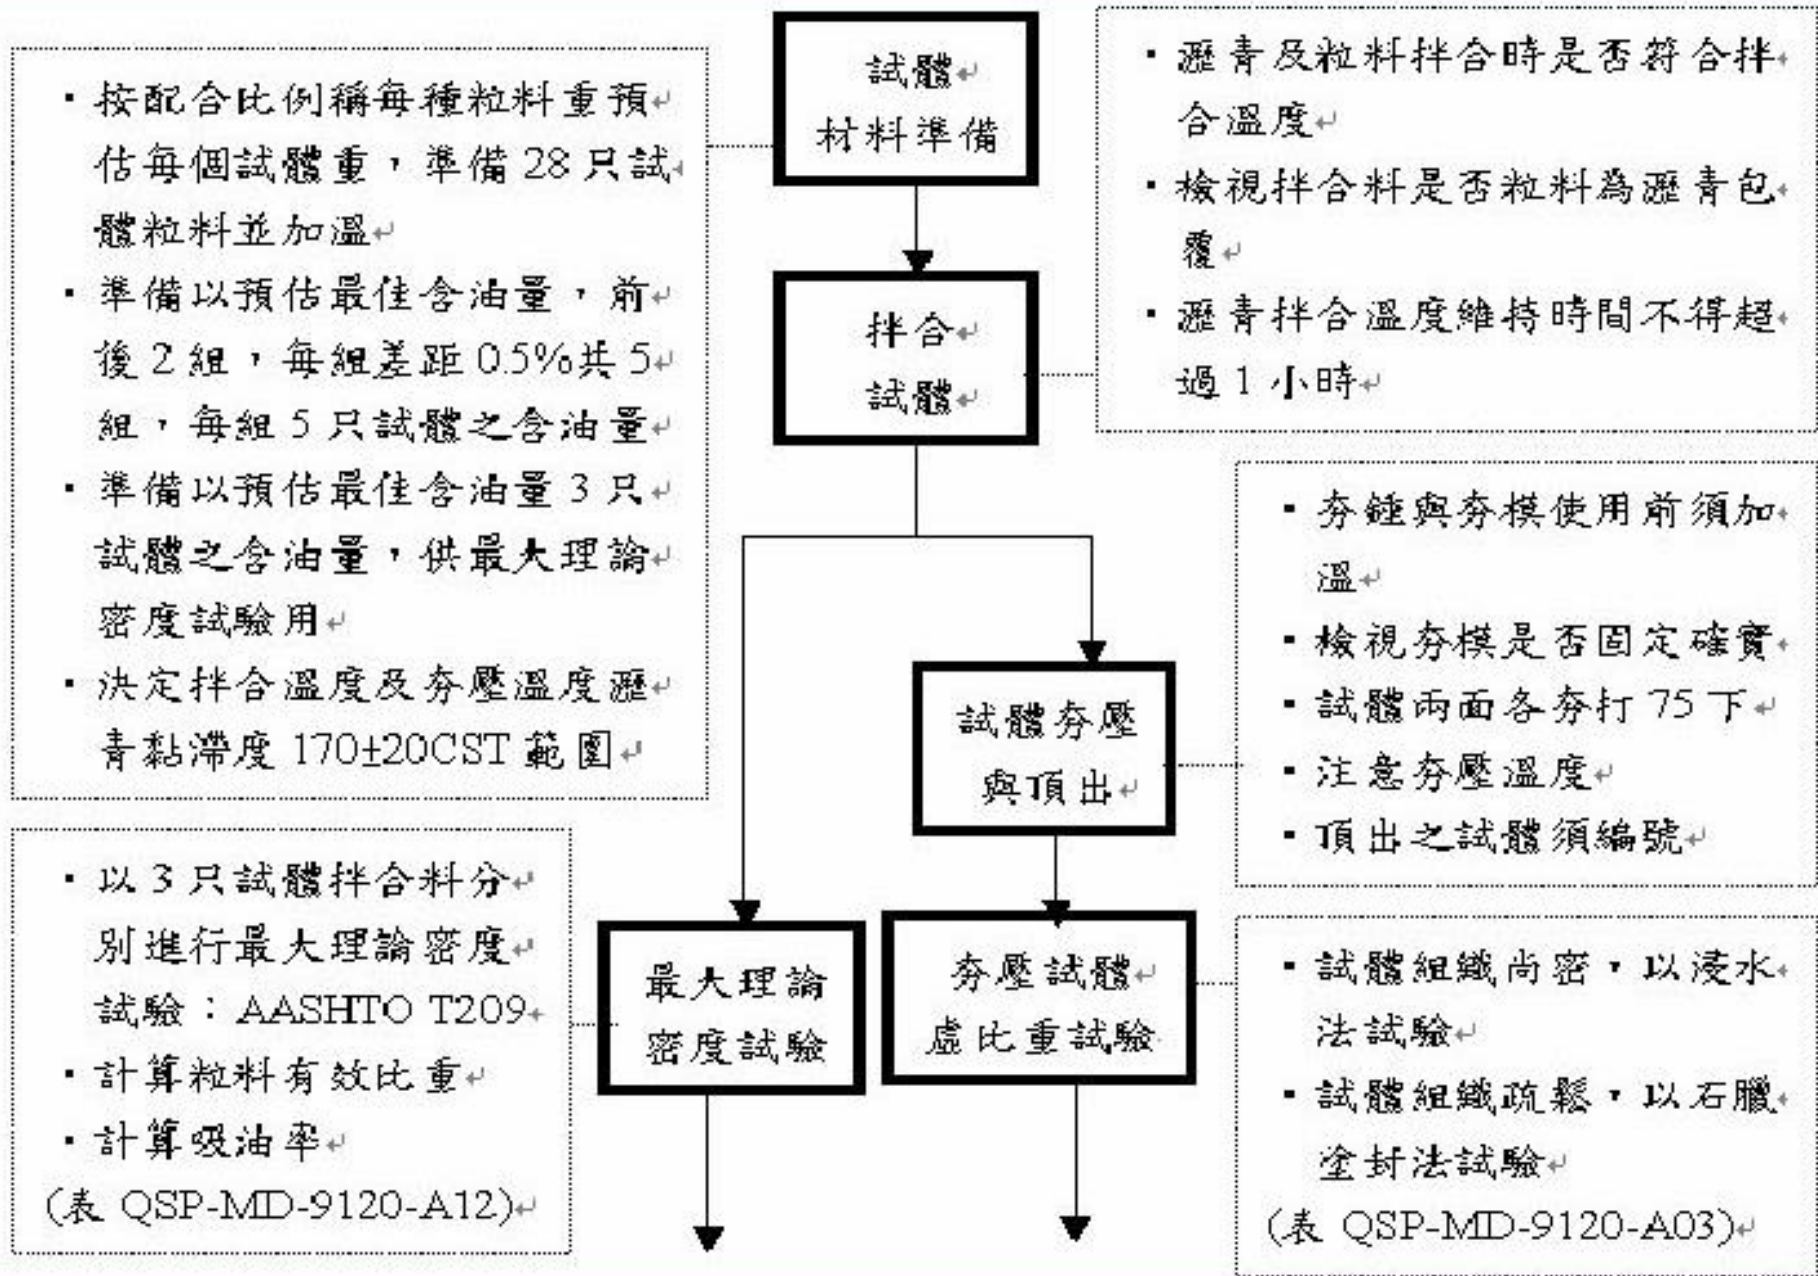 試體
材料準備
・按配合比例稱每種粒料重預
估每個試體重，準備 28 只試
體粒料並加溫
・準備以預估最佳含油量，前
後 2 組，每組差距 0.5%共 5
組，每組 5 只試體之含油量
・準備以預估最佳含油量 3 只
試體之含油量，供最大理論
密度試驗用
・決定拌合溫度及夯壓溫度瀝
青黏滯度 170±20CST 範圍
・瀝青及粒料拌合時是否符合拌
合溫度
・檢視拌合料是否粒料為瀝青包
覆
・瀝青拌合溫度維持時間不得超
過 1 小時
拌合
試體
・夯錘與夯模使用前須加
溫
・檢視夯模是否固定確實
・試體兩面各夯打 75 下
・注意夯壓溫度
・頂出之試體須編號
試體夯壓
與頂出
・以 3 只試體拌合料分
別進行最大理論密度
試驗：AASHTO T209
・計算粒料有效比重
・計算吸油率
(表 QSP-MD-9120-A12)
最大理論
密度試驗
夯壓試體
虛比重試驗
・試體組織尚密，以浸水
法試驗
・試體組織疏鬆，以石臘
塗封法試驗
(表 QSP-MD-9120-A03)